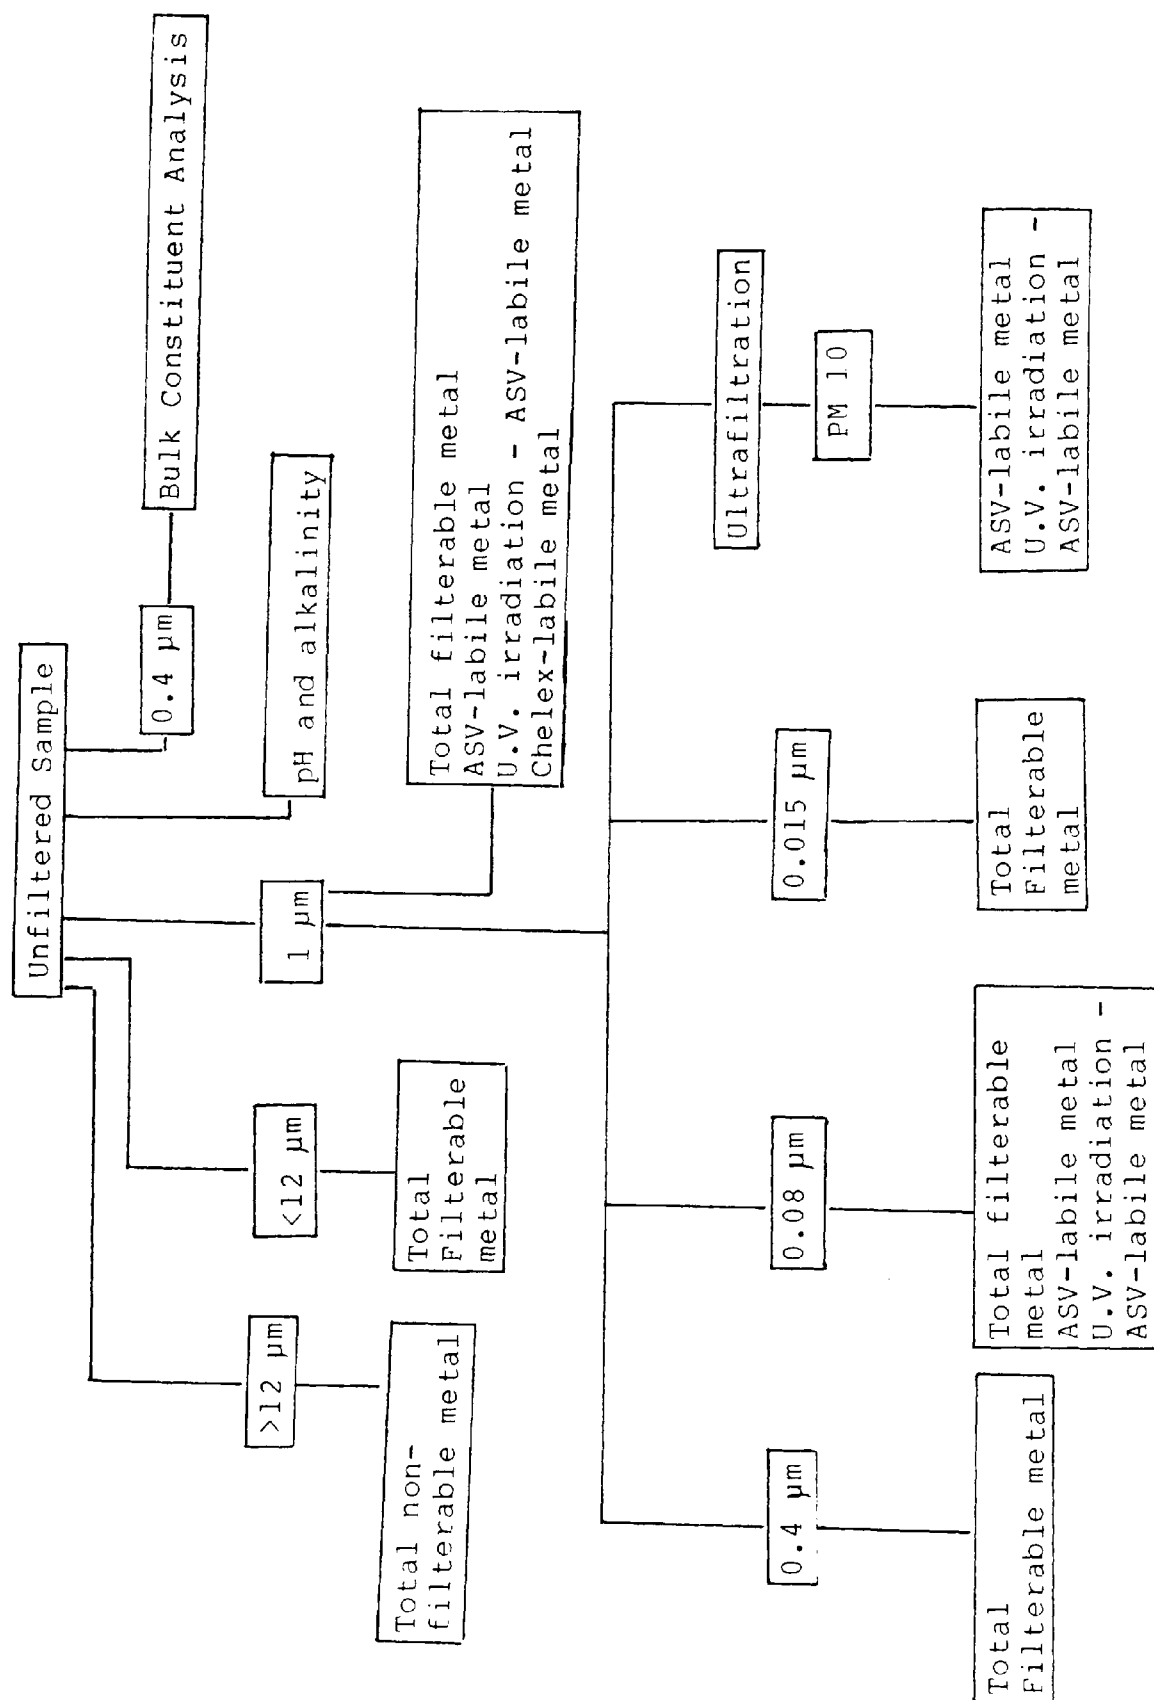 Unfiltered Sample
>12 µm
<12 µm
1 µm
pH and alkalinity
0.4 µm
Bulk Constituent Analysis
Total non-
filterable metal
Total
Filterable
metal
Total filterable metal
ASV-labile metal
U.V. irradiation - ASV-labile metal
Chelex-labile metal
0.4 µm
0.08 µm
0.015 µm
Ultrafiltration
PM 10
Total
Filterable metal
Total filterable
metal
ASV-labile metal
U.V. irradiation -
ASV-labile metal
Total
Filterable
metal
ASV-labile metal
U.V. irradiation -
ASV-labile metal